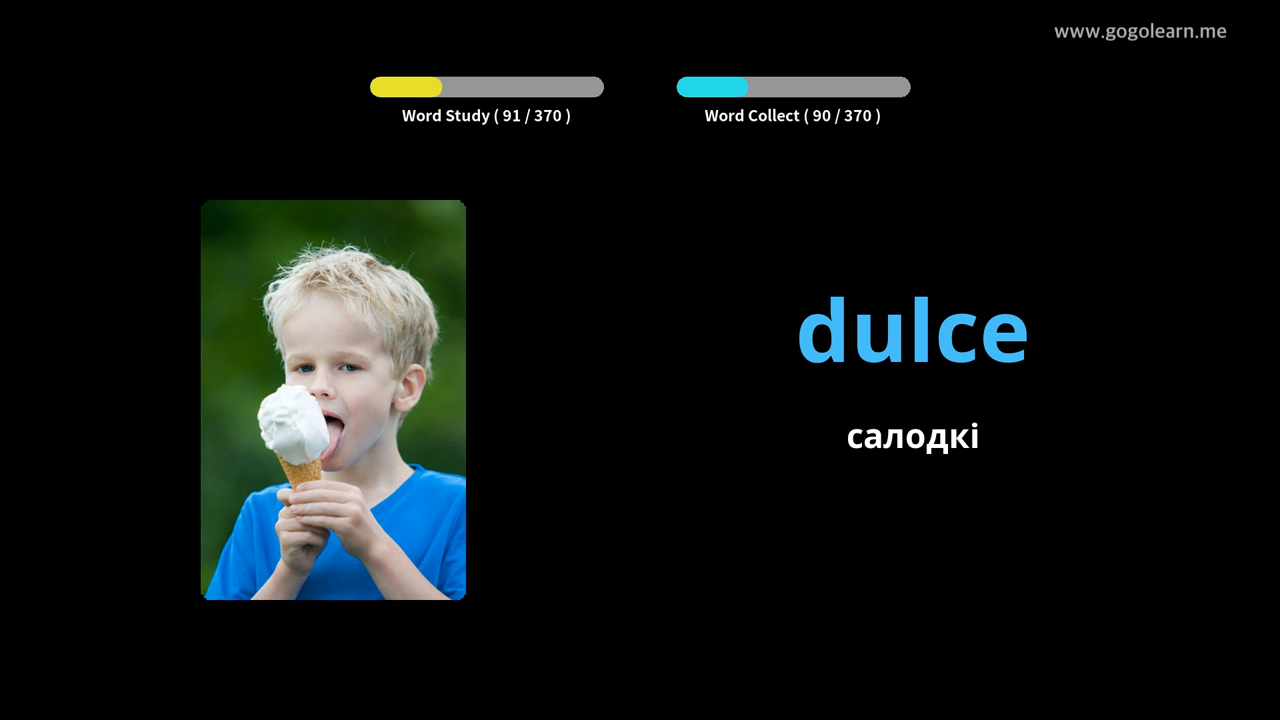 www.gogolearn.me
Word Study ( 91 / 370 )
Word Collect ( 90 / 370 )
dulce
салодкі